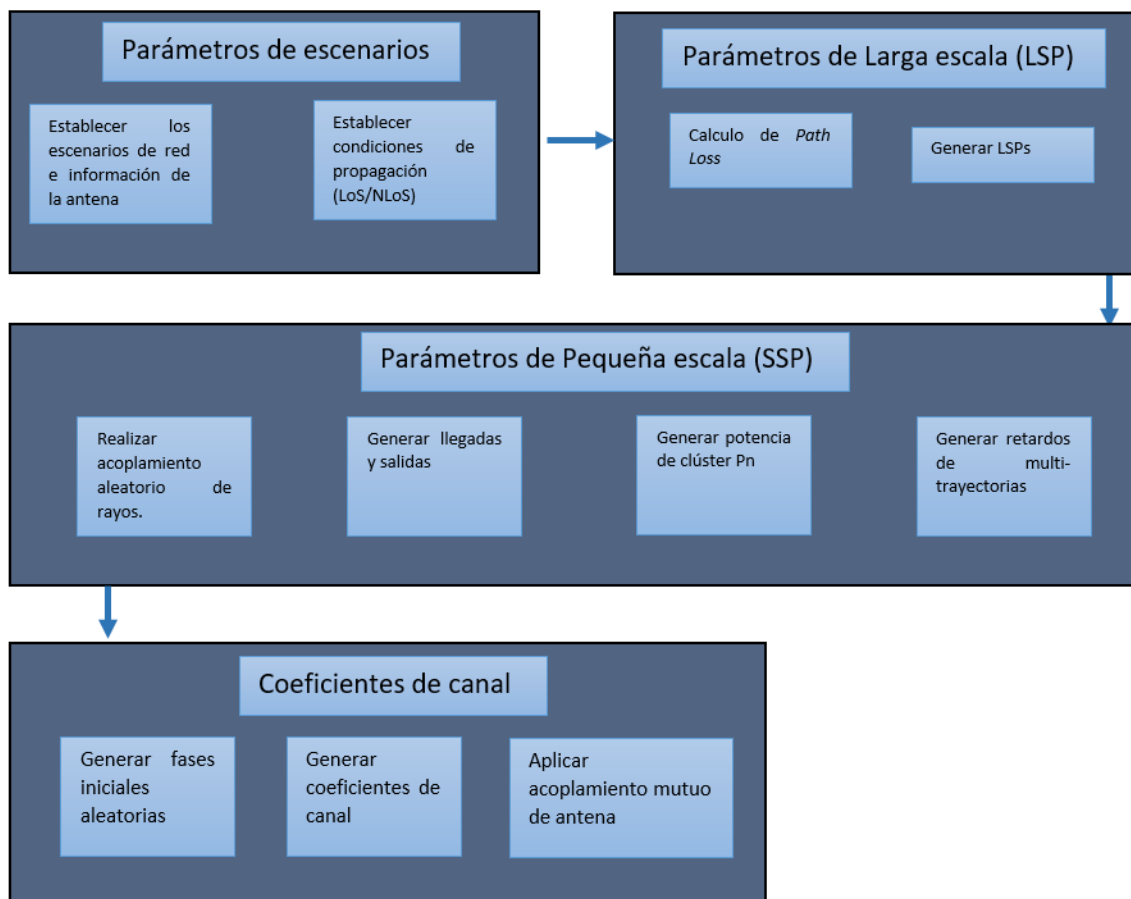 Parámetros de escenarios
Establecer los
escenarios de red
e información de
la antena
Establecer
condiciones de
propagación
(LoS/NLoS)
Parámetros de Larga escala (LSP)
Calculo de Path
Loss
Generar LSPs
Parámetros de Pequeña escala (SSP)
Realizar
acoplamiento
aleatorio de
rayos.
Generar llegadas
y salidas
Generar potencia
de clúster Pn
Generar retardos
de multi-
trayectorias
Coeficientes de canal
Generar fases
iniciales
aleatorias
Generar
coeficientes de
canal
Aplicar
acoplamiento mutuo
de antena